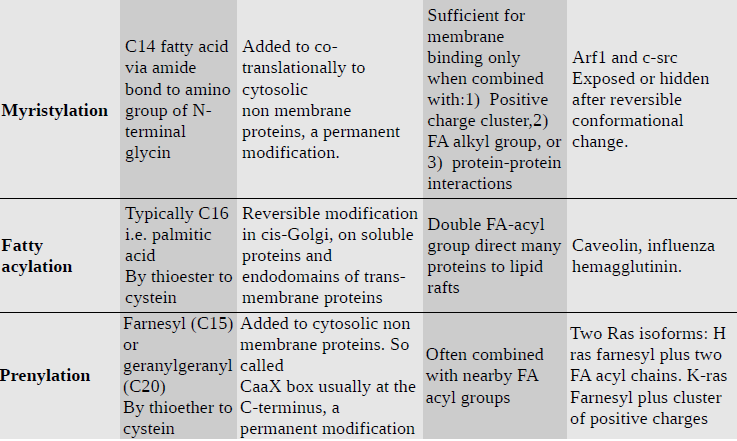 Myristylation
C14 fatty acid
via amide
bond to amino
group of N-
terminal
glycin
Added to co-
translationally to
cytosolic
non membrane
proteins, a permanent
modification.
Sufficient for
membrane
binding only
when combined
with:1) Positive
charge cluster,2)
FA alkyl group, or
3) protein-protein
interactions
Arf1 and c-src
Exposed or hidden
after reversible
conformational
change.
Fatty
acylation
Typically C16
i.e. palmitic
acid
By thioester to
cystein
Reversible modification
in cis-Golgi, on soluble
proteins and
endodomains of trans-
membrane proteins
Double FA-acyl
group direct many
proteins to lipid
rafts
Caveolin, influenza
hemagglutinin.
Prenylation
Farnesyl (C15)
or
geranylgeranyl
(C20)
By thioether to
cystein
Added to cytosolic non
membrane proteins. So
called
CaaX box usually at the
C-terminus, a
permanent modification
Often combined
with nearby FA
acyl groups
Two Ras isoforms: H
ras farnesyl plus two
FA acyl chains. K-ras
Farnesyl plus cluster
of positive charges